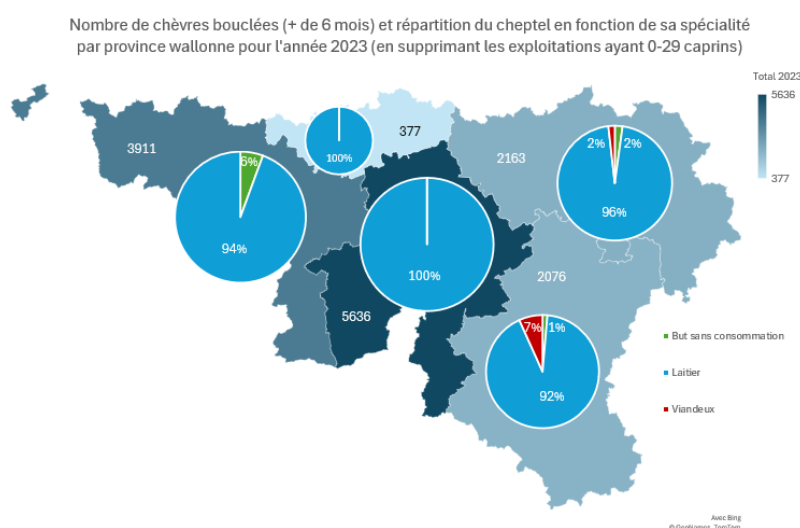 Nombre de chèvres bouclées (+ de 6 mois) et répartition du cheptel en fonction de sa spécialité
par province wallonne pour l'année 2023 (en supprimant les exploitations ayant 0-29 caprins)
Total 2023
5636
377
3911
377
100%
2163
2%
2%
96%
6%
94%
100%
2076
5636
7%
1%
92%
But sans consommation
Laitier
Viandeux
Avec Bing